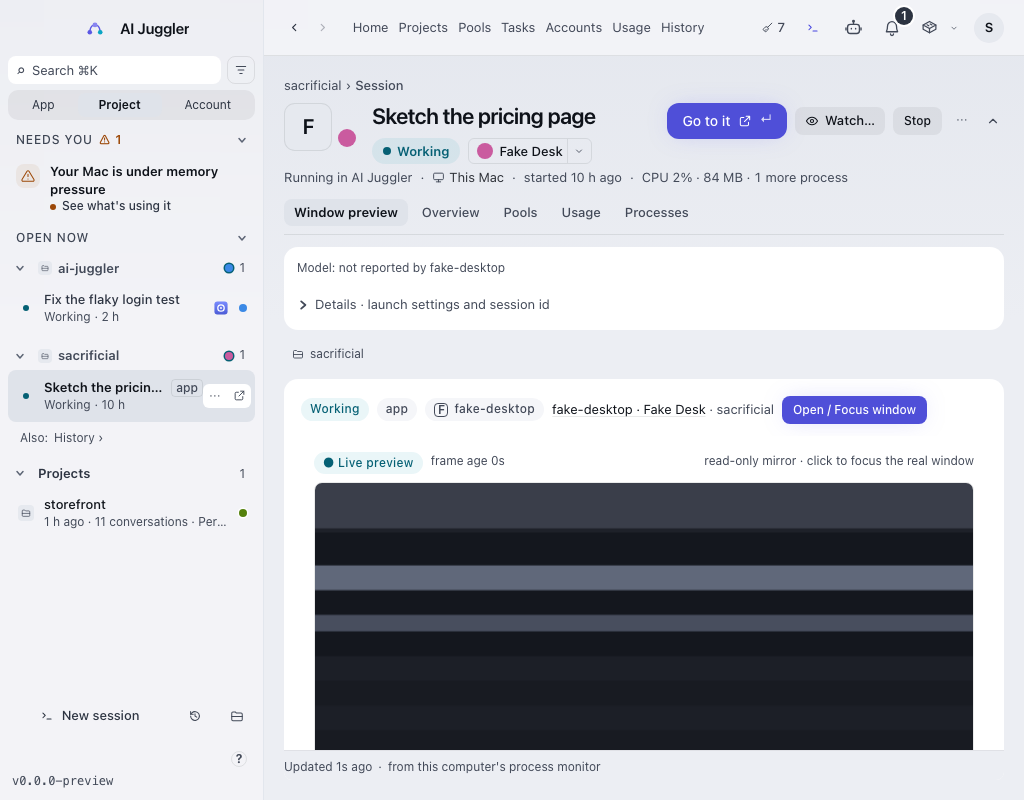 AI Juggler
Search ⌘K
App Project Account
NEEDS YOU 1
Your Mac is under memory
pressure
See what's using it
OPEN NOW
ai-juggler 1
Fix the flaky login test
Working · 2 h
sacrificial 1
Sketch the pricin... app ···
Working · 10 h
Also: History ›
Projects 1
storefront
1 h ago · 11 conversations · Per...
New session
?
v0.0.0-preview
Home Projects Pools Tasks Accounts Usage History 7 1 S
sacrificial › Session
F
Sketch the pricing page
Go to it Watch... Stop ···
Working Fake Desk
Running in AI Juggler · This Mac · started 10 h ago · CPU 2% · 84 MB · 1 more process
Window preview Overview Pools Usage Processes
Model: not reported by fake-desktop
Details · launch settings and session id
sacrificial
Working app F fake-desktop fake-desktop · Fake Desk · sacrificial Open / Focus window
Live preview frame age 0s read-only mirror · click to focus the real window
Updated 1s ago · from this computer's process monitor